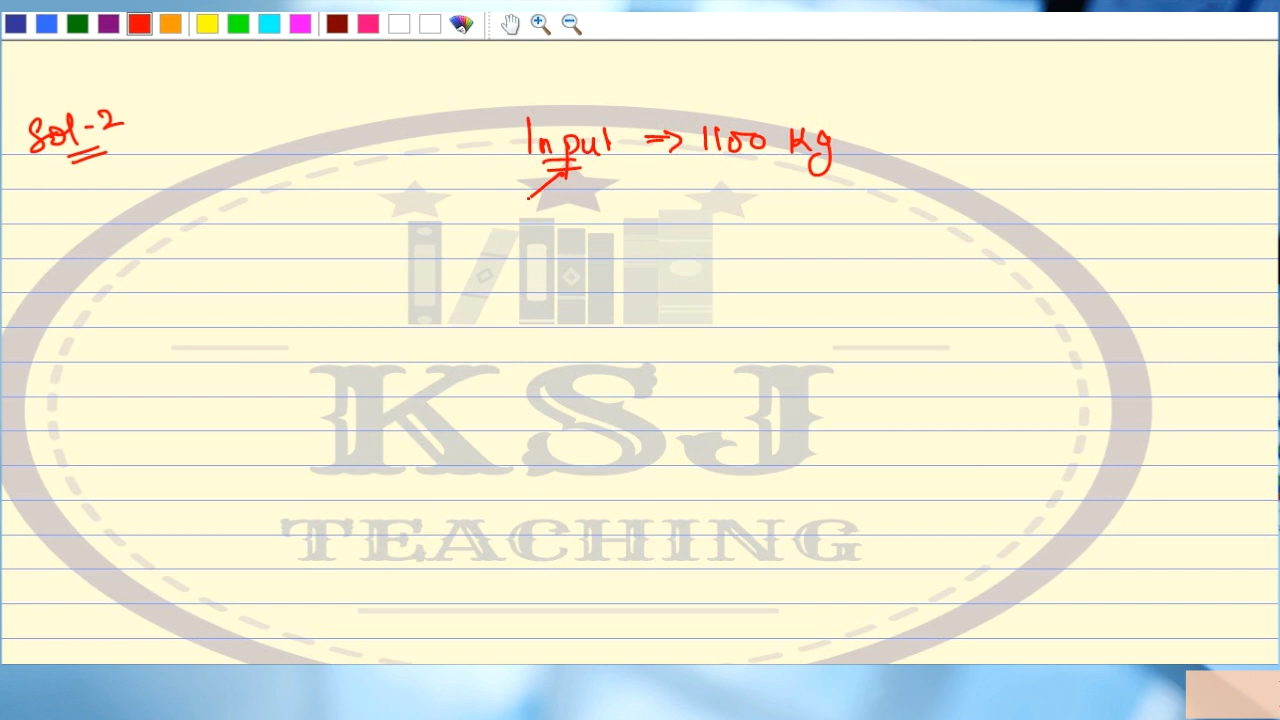 Sol-2
Input => 1100 Kg
KSJ
TEACHING